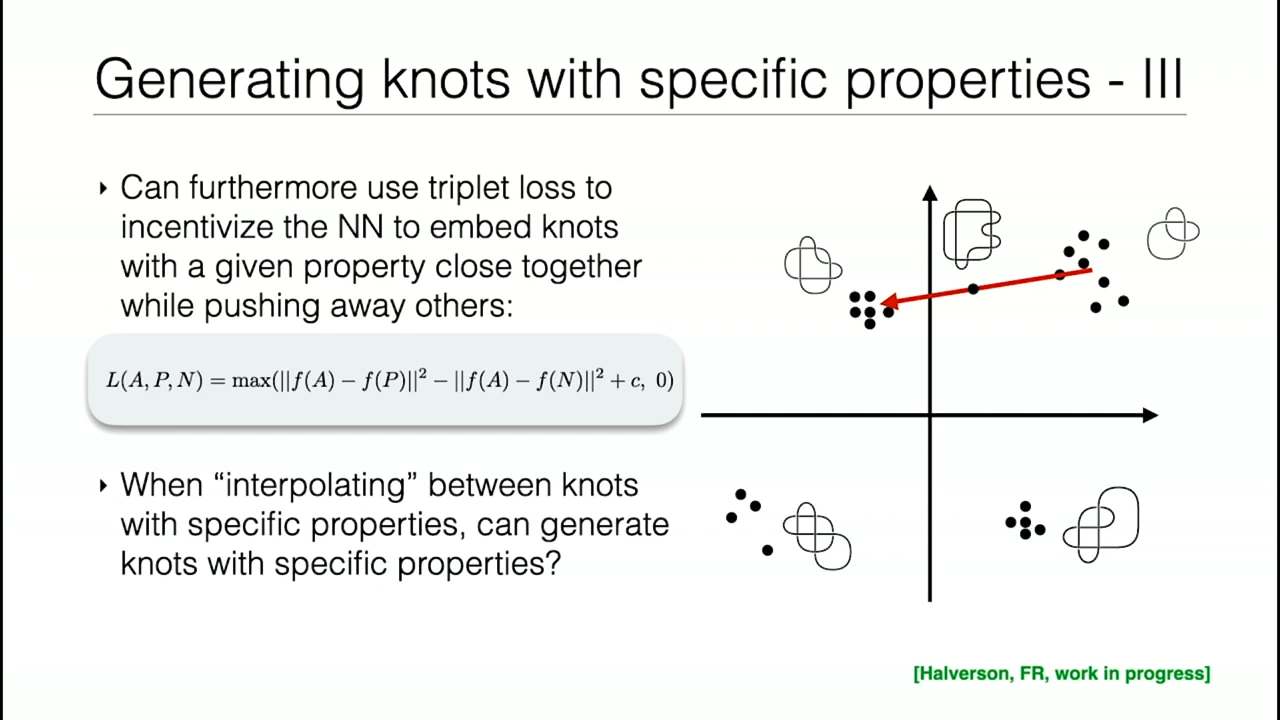 Generating knots with specific properties - III
‣ Can furthermore use triplet loss to
incentivize the NN to embed knots
with a given property close together
while pushing away others:
L(A, P, N) = max(||f(A) − f(P)||² − ||f(A) − f(N)||² + c, 0)
‣ When “interpolating” between knots
with specific properties, can generate
knots with specific properties?
[Halverson, FR, work in progress]